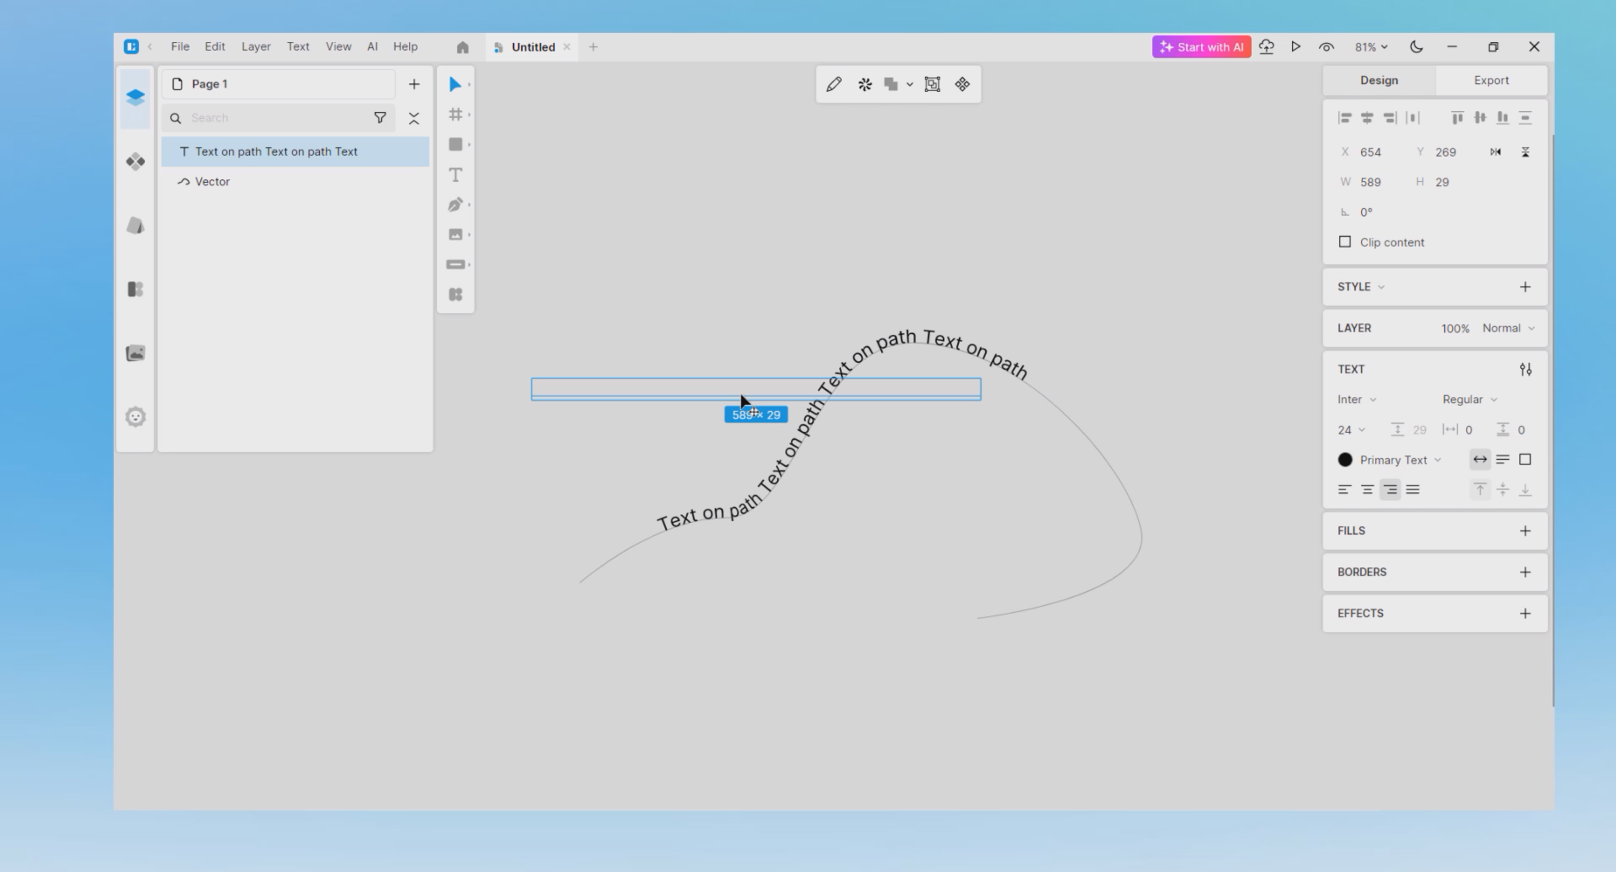 File Edit Layer Text View AI Help Untitled Start with AI 81%
Page 1
Search
Text on path Text on path Text
Vector
Text on path Text on path Text on path Text on path
589 × 29
Design Export
X 654 Y 269
W 589 H 29
0°
Clip content
STYLE
LAYER 100% Normal
TEXT
Inter Regular
24 29 0 0
Primary Text
FILLS
BORDERS
EFFECTS